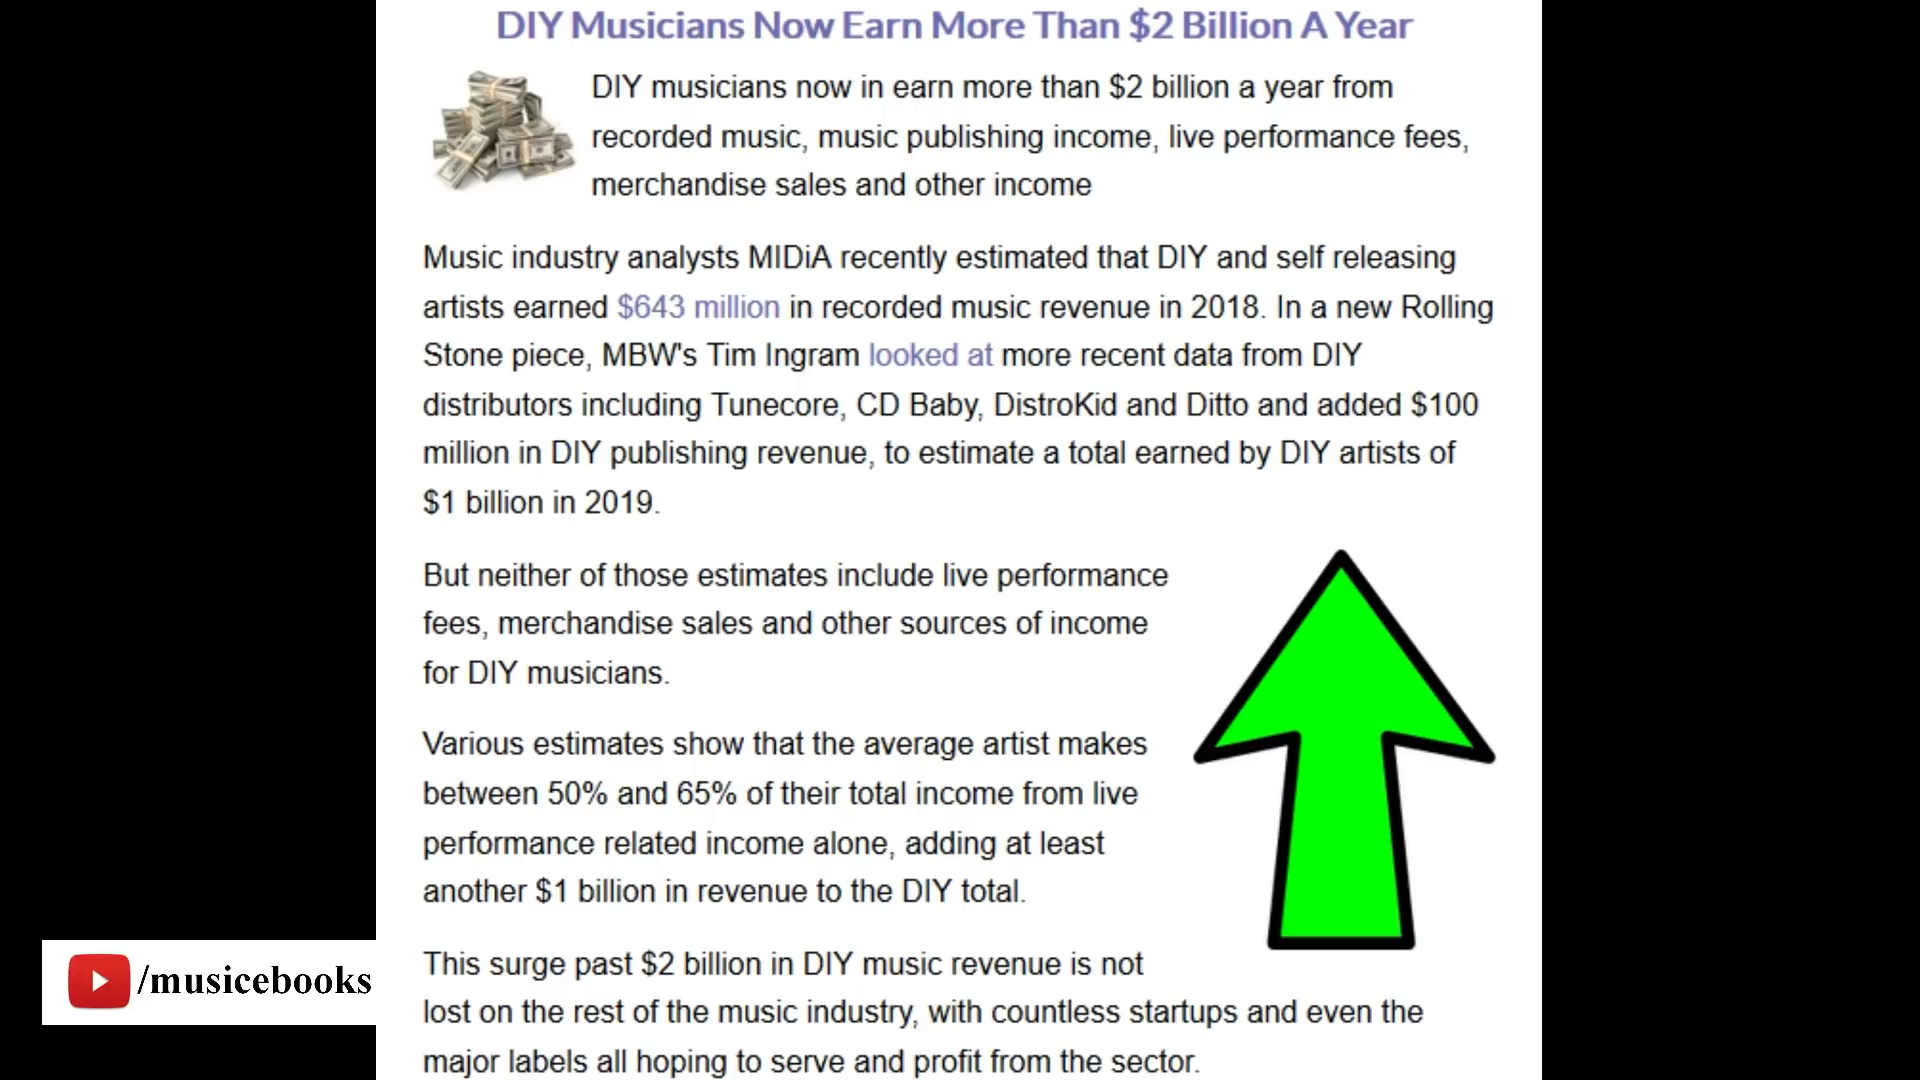 DIY Musicians Now Earn More Than $2 Billion A Year
DIY musicians now in earn more than $2 billion a year from
recorded music, music publishing income, live performance fees,
merchandise sales and other income
Music industry analysts MIDiA recently estimated that DIY and self releasing
artists earned $643 million in recorded music revenue in 2018. In a new Rolling
Stone piece, MBW's Tim Ingram looked at more recent data from DIY
distributors including Tunecore, CD Baby, DistroKid and Ditto and added $100
million in DIY publishing revenue, to estimate a total earned by DIY artists of
$1 billion in 2019.
But neither of those estimates include live performance
fees, merchandise sales and other sources of income
for DIY musicians.
Various estimates show that the average artist makes
between 50% and 65% of their total income from live
performance related income alone, adding at least
another $1 billion in revenue to the DIY total.
This surge past $2 billion in DIY music revenue is not
lost on the rest of the music industry, with countless startups and even the
major labels all hoping to serve and profit from the sector.
/musicebooks